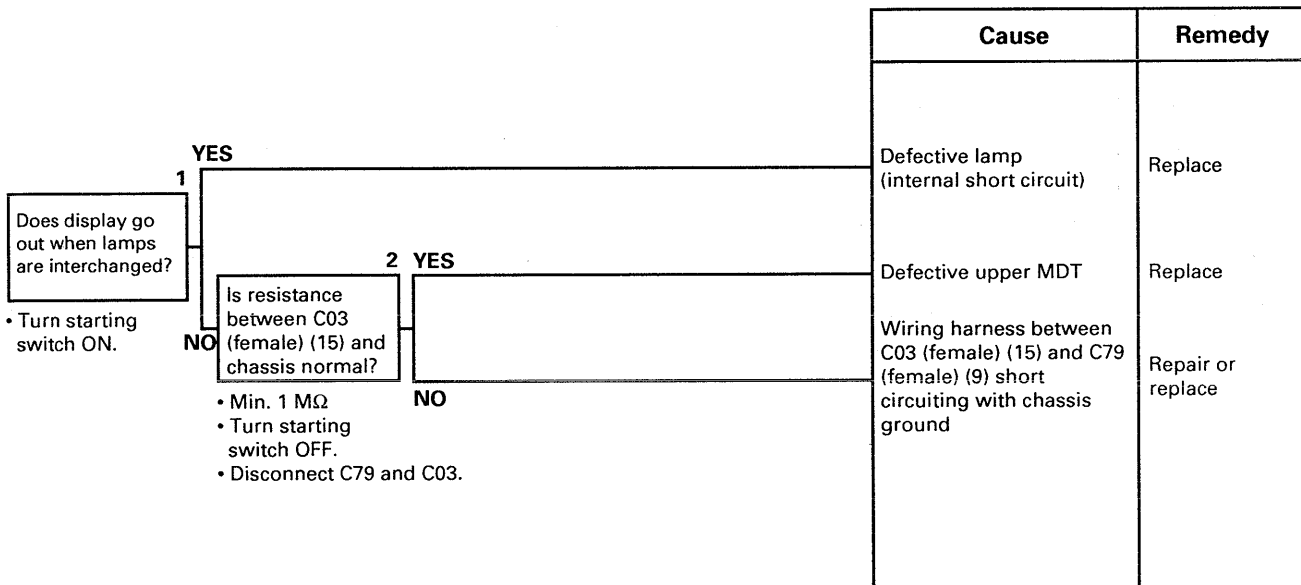 Cause
Remedy
YES
1
Does display go
out when lamps
are interchanged?
• Turn starting
switch ON.
Defective lamp
(internal short circuit)
Replace
NO
2
YES
Is resistance
between C03
(female) (15) and
chassis normal?
• Min. 1 MΩ
• Turn starting
switch OFF.
• Disconnect C79 and C03.
Defective upper MDT
Replace
NO
Wiring harness between
C03 (female) (15) and C79
(female) (9) short
circuiting with chassis
ground
Repair or
replace